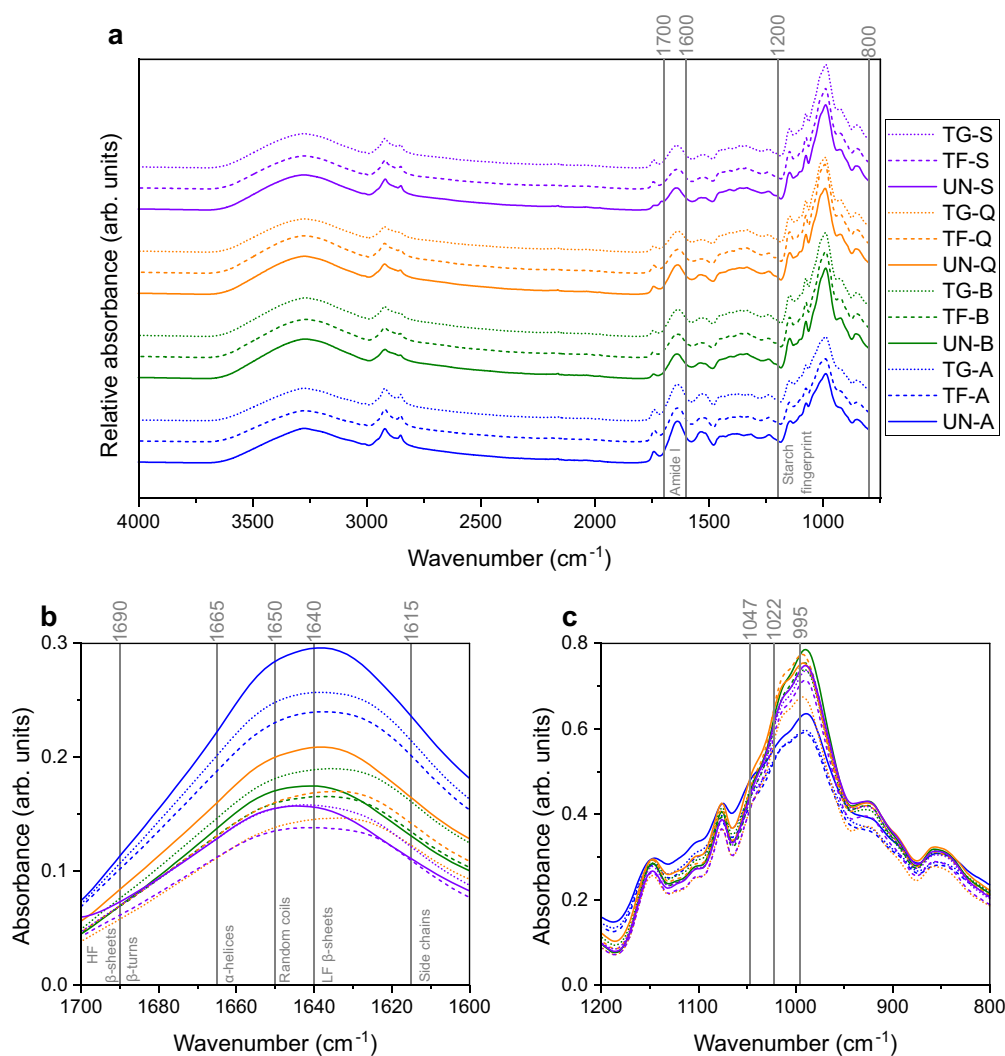 a
1700
1600
1200
800
Relative absorbance (arb. units)
Amide I
Starch
fingerprint
4000
3500
3000
2500
2000
1500
1000
Wavenumber (cm⁻¹)
TG-S
TF-S
UN-S
TG-Q
TF-Q
UN-Q
TG-B
TF-B
UN-B
TG-A
TF-A
UN-A
b
1690
1665
1650
1640
1615
0.3
0.2
0.1
0.0
Absorbance (arb. units)
HF
β-sheets
β-turns
α-helices
Random coils
LF β-sheets
Side chains
1700
1680
1660
1640
1620
1600
Wavenumber (cm⁻¹)
c
1047
1022
995
0.8
0.6
0.4
0.2
0.0
Absorbance (arb. units)
1200
1100
1000
900
800
Wavenumber (cm⁻¹)